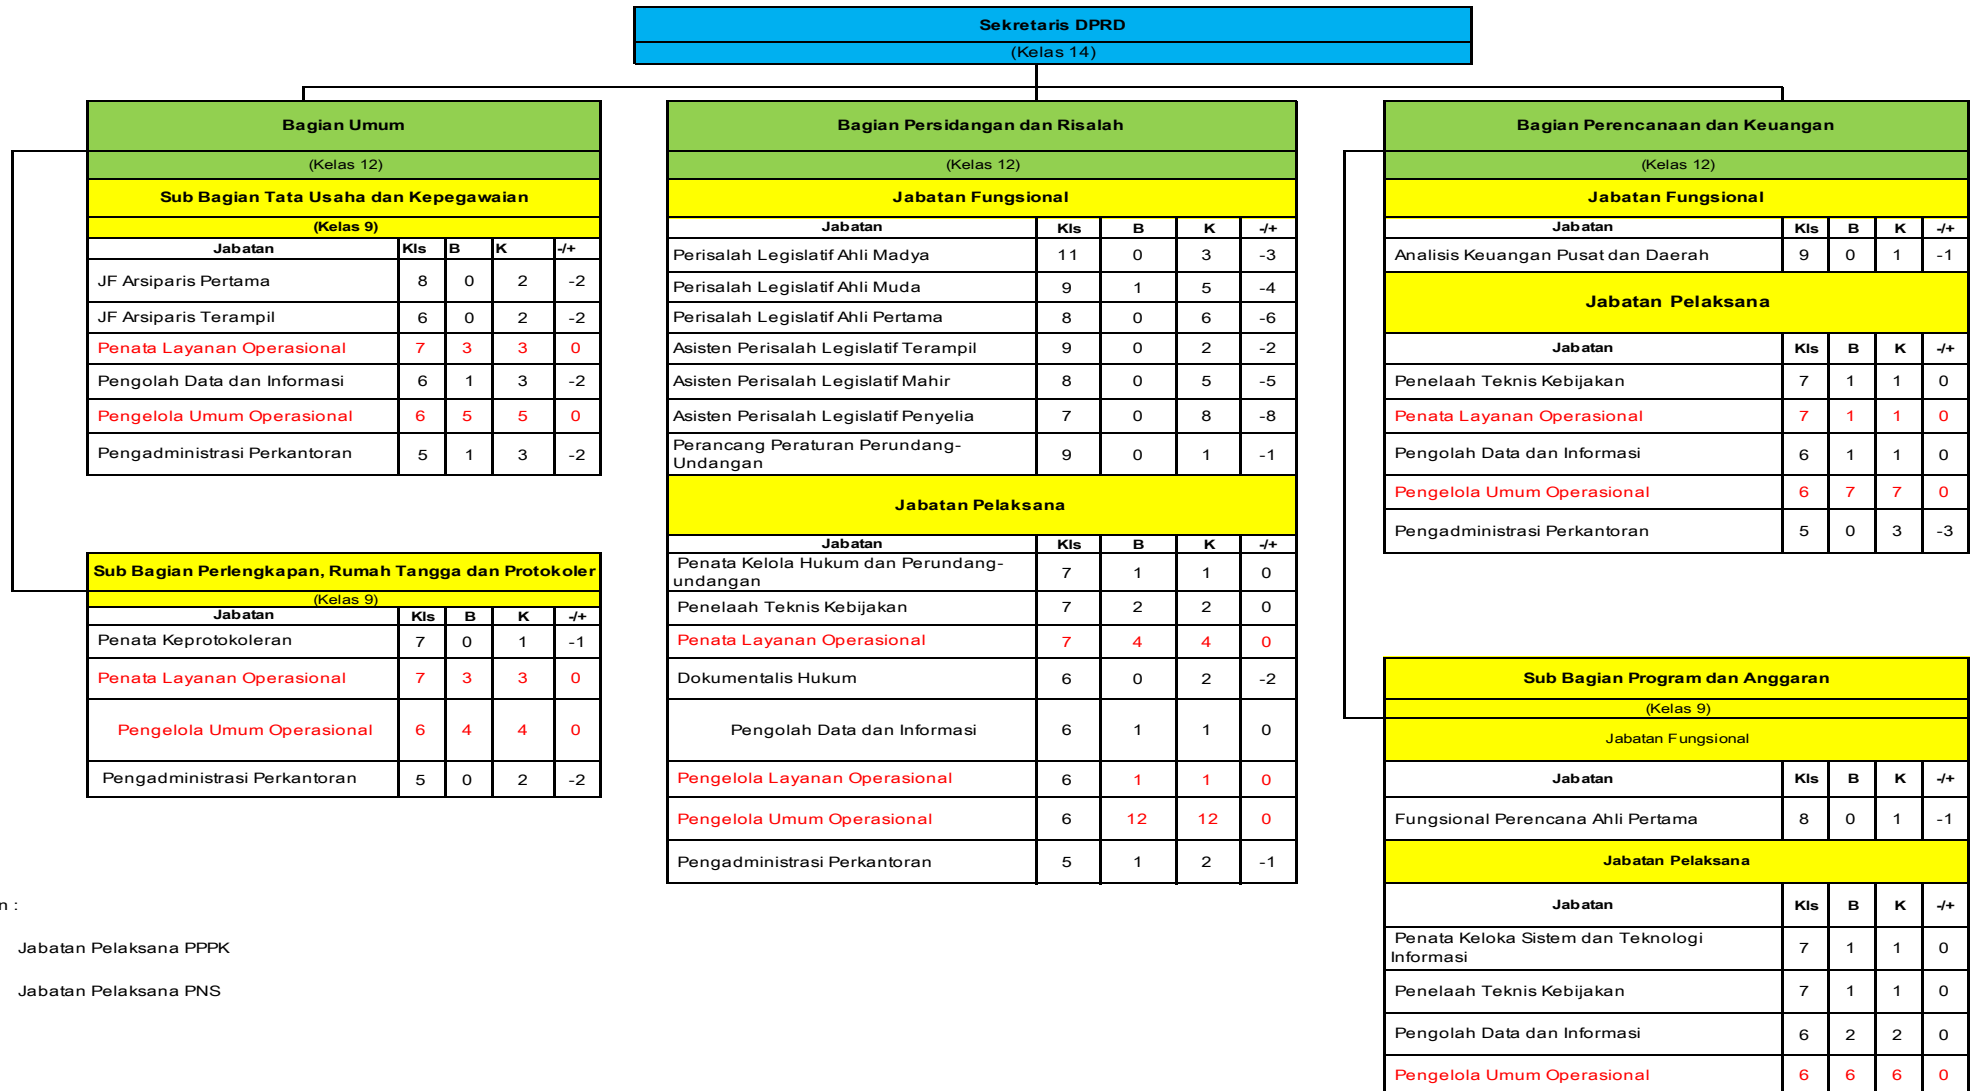 Sekretaris DPRD
(Kelas 14)
Bagian Umum
(Kelas 12)
Sub Bagian Tata Usaha dan Kepegawaian
(Kelas 9)
Jabatan Kls B K -/+
JF Arsiparis Pertama 8 0 2 -2
JF Arsiparis Terampil 6 0 2 -2
Penata Layanan Operasional 7 3 3 0
Pengolah Data dan Informasi 6 1 3 -2
Pengelola Umum Operasional 6 5 5 0
Pengadministrasi Perkantoran 5 1 3 -2
Sub Bagian Perlengkapan, Rumah Tangga dan Protokoler
(Kelas 9)
Jabatan Kls B K -/+
Penata Keprotokoleran 7 0 1 -1
Penata Layanan Operasional 7 3 3 0
Pengelola Umum Operasional 6 4 4 0
Pengadministrasi Perkantoran 5 0 2 -2
Bagian Persidangan dan Risalah
(Kelas 12)
Jabatan Fungsional
Jabatan Kls B K -/+
Perisalah Legislatif Ahli Madya 11 0 3 -3
Perisalah Legislatif Ahli Muda 9 1 5 -4
Perisalah Legislatif Ahli Pertama 8 0 6 -6
Asisten Perisalah Legislatif Terampil 9 0 2 -2
Asisten Perisalah Legislatif Mahir 8 0 5 -5
Asisten Perisalah Legislatif Penyelia 7 0 8 -8
Perancang Peraturan Perundang-
Undangan 9 0 1 -1
Jabatan Pelaksana
Jabatan Kls B K -/+
Penata Kelola Hukum dan Perundang-
undangan 7 1 1 0
Penelaah Teknis Kebijakan 7 2 2 0
Penata Layanan Operasional 7 4 4 0
Dokumentalis Hukum 6 0 2 -2
Pengolah Data dan Informasi 6 1 1 0
Pengelola Layanan Operasional 6 1 1 0
Pengelola Umum Operasional 6 12 12 0
Pengadministrasi Perkantoran 5 1 2 -1
Bagian Perencanaan dan Keuangan
(Kelas 12)
Jabatan Fungsional
Jabatan Kls B K -/+
Analisis Keuangan Pusat dan Daerah 9 0 1 -1
Jabatan Pelaksana
Jabatan Kls B K -/+
Penelaah Teknis Kebijakan 7 1 1 0
Penata Layanan Operasional 7 1 1 0
Pengolah Data dan Informasi 6 1 1 0
Pengelola Umum Operasional 6 7 7 0
Pengadministrasi Perkantoran 5 0 3 -3
Sub Bagian Program dan Anggaran
(Kelas 9)
Jabatan Fungsional
Jabatan Kls B K -/+
Fungsional Perencana Ahli Pertama 8 0 1 -1
Jabatan Pelaksana
Jabatan Kls B K -/+
Penata Keloka Sistem dan Teknologi
Informasi 7 1 1 0
Penelaah Teknis Kebijakan 7 1 1 0
Pengolah Data dan Informasi 6 2 2 0
Pengelola Umum Operasional 6 6 6 0
n :
Jabatan Pelaksana PPPK
Jabatan Pelaksana PNS